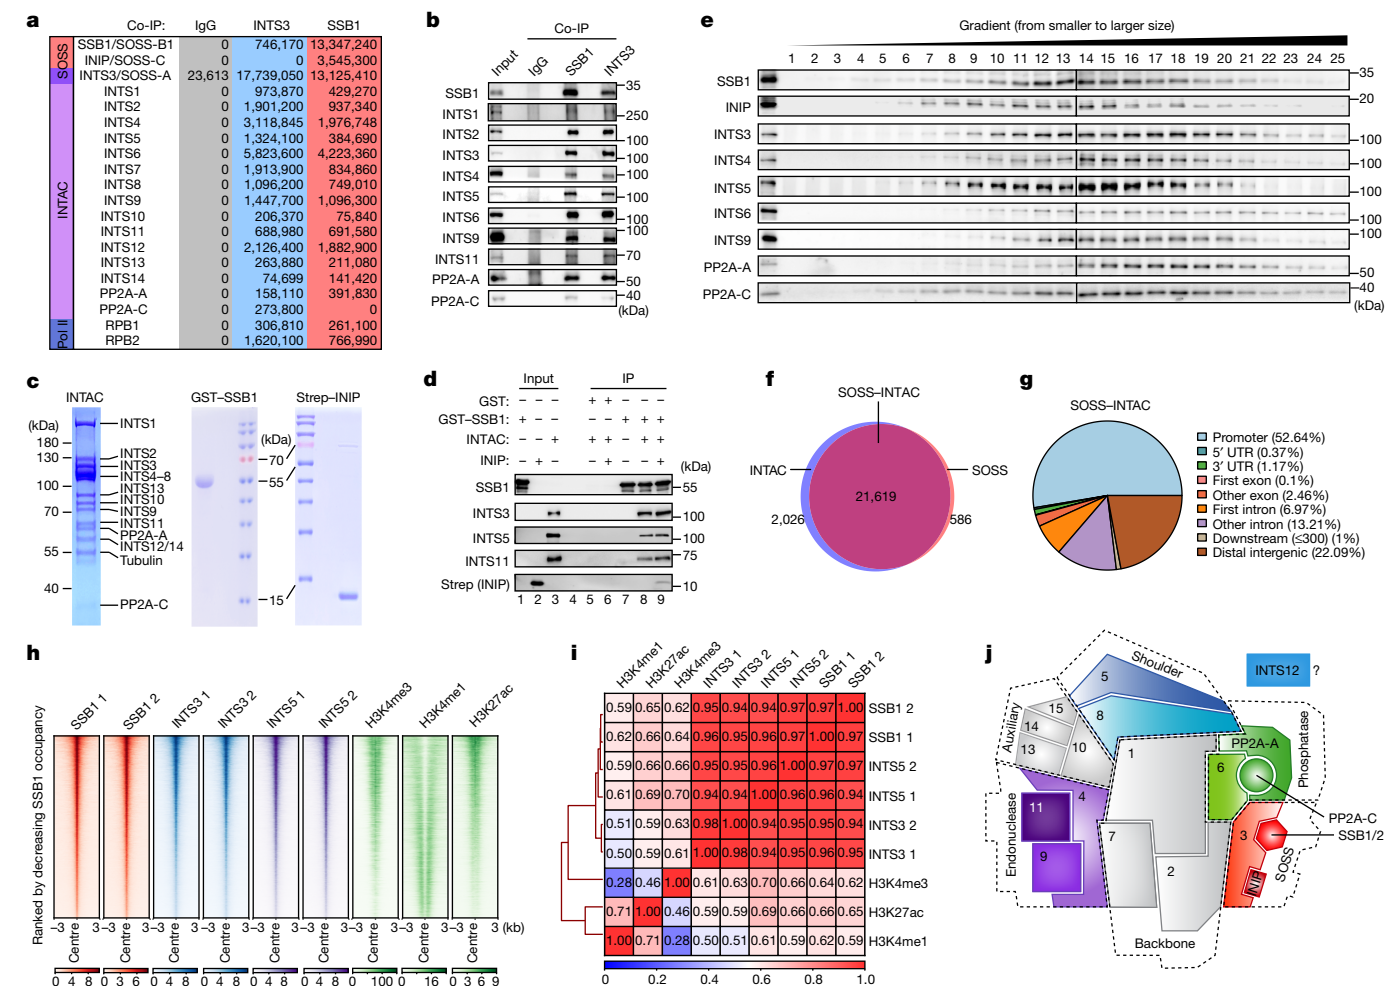 a
Co-IP: IgG INTS3 SSB1
SOSS
INTAC
Pol II
SSB1/SOSS-B1 0 746,170 13,347,240
INIP/SOSS-C 0 0 3,545,300
INTS3/SOSS-A 23,613 17,739,050 13,125,410
INTS1 0 973,870 429,270
INTS2 0 1,901,200 937,340
INTS4 0 3,118,845 1,976,748
INTS5 0 1,324,100 384,690
INTS6 0 5,823,600 4,223,360
INTS7 0 1,913,900 834,860
INTS8 0 1,096,200 749,010
INTS9 0 1,447,700 1,096,300
INTS10 0 206,370 75,840
INTS11 0 688,980 691,580
INTS12 0 2,126,400 1,882,900
INTS13 0 263,880 211,080
INTS14 0 74,699 141,420
PP2A-A 0 158,110 391,830
PP2A-C 0 273,800 0
RPB1 0 306,810 261,100
RPB2 0 1,620,100 766,990
b
Co-IP
Input IgG SSB1 INTS3
SSB1 35
INTS1 250
INTS2 100
INTS3 100
INTS4 100
INTS5 100
INTS6 100
INTS9 100
INTS11 70
PP2A-A 50
PP2A-C 40
(kDa)
e
Gradient (from smaller to larger size)
1 2 3 4 5 6 7 8 9 10 11 12 13 14 15 16 17 18 19 20 21 22 23 24 25
SSB1 35
INIP 20
INTS3 100
INTS4 100
INTS5 100
INTS6 100
INTS9 100
PP2A-A 50
PP2A-C 40
(kDa)
c
INTAC GST–SSB1 Strep–INIP
(kDa)
180
130
100
70
55
40
INTS1
INTS2
INTS3
INTS4–8
INTS13
INTS10
INTS9
INTS11
PP2A-A
INTS12/14
Tubulin
PP2A-C
(kDa)
70
55
15
d
Input IP
GST: – – – – + + – – –
GST–SSB1: + – – – – – + + +
INTAC: – – + – + + – + +
INIP: – + – – – + – – +
(kDa)
SSB1 55
INTS3 100
INTS5 100
INTS11 75
Strep (INIP) 10
1 2 3 4 5 6 7 8 9
f
SOSS–INTAC
INTAC SOSS
21,619
2,026 586
g
SOSS–INTAC
Promoter (52.64%)
5′ UTR (0.37%)
3′ UTR (1.17%)
First exon (0.1%)
Other exon (2.46%)
First intron (6.97%)
Other intron (13.21%)
Downstream (≤300) (1%)
Distal intergenic (22.09%)
h
SSB1 1 SSB1 2 INTS3 1 INTS3 2 INTS5 1 INTS5 2 H3K4me3 H3K4me1 H3K27ac
Ranked by decreasing SSB1 occupancy
–3 Centre 3 –3 Centre 3 –3 Centre 3 –3 Centre 3 –3 Centre 3 –3 Centre 3 –3 Centre 3 –3 Centre 3 –3 Centre 3 (kb)
0 4 8 0 3 6 0 4 8 0 4 8 0 4 8 0 4 8 0 100 0 16 0 3 6 9
i
H3K4me1 H3K27ac H3K4me3 INTS3 1 INTS3 2 INTS5 1 INTS5 2 SSB1 1 SSB1 2
0.59 0.65 0.62 0.95 0.94 0.94 0.97 0.97 1.00 SSB1 2
0.62 0.66 0.64 0.96 0.95 0.96 0.97 1.00 0.97 SSB1 1
0.59 0.66 0.66 0.95 0.95 0.96 1.00 0.97 0.97 INTS5 2
0.61 0.69 0.70 0.94 0.94 1.00 0.96 0.96 0.94 INTS5 1
0.51 0.59 0.63 0.98 1.00 0.94 0.95 0.95 0.94 INTS3 2
0.50 0.59 0.61 1.00 0.98 0.94 0.95 0.96 0.95 INTS3 1
0.28 0.46 1.00 0.61 0.63 0.70 0.66 0.64 0.62 H3K4me3
0.71 1.00 0.46 0.59 0.59 0.69 0.66 0.66 0.65 H3K27ac
1.00 0.71 0.28 0.50 0.51 0.61 0.59 0.62 0.59 H3K4me1
0 0.2 0.4 0.6 0.8 1.0
j
INTS12 ?
Shoulder
5
8
Auxiliary
15
14
13
10
1
PP2A-A
6
Phosphatase
PP2A-C
SSB1/2
Endonuclease
11
4
9
7
2
3
INIP
SOSS
Backbone